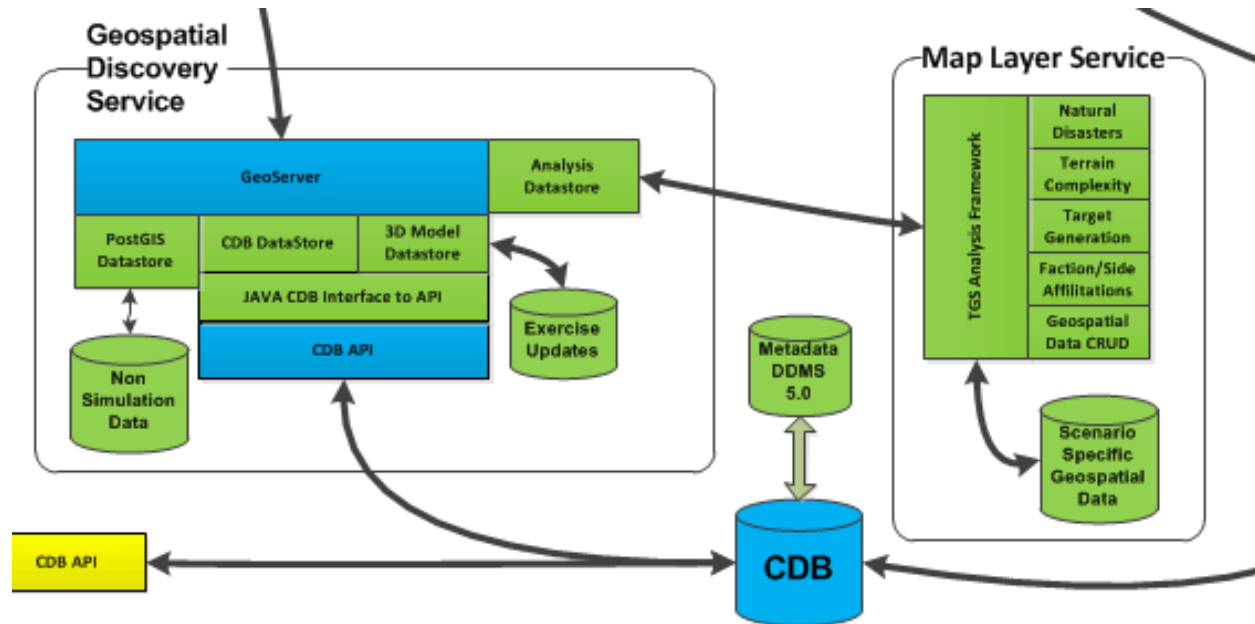 Geospatial
Discovery
Service
GeoServer
Analysis
Datastore
PostGIS
Datastore
CDB DataStore
3D Model
Datastore
JAVA CDB Interface to API
CDB API
Non
Simulation
Data
Exercise
Updates
Metadata
DDMS
5.0
CDB
CDB API
Map Layer Service
TGS Analysis Framework
Natural
Disasters
Terrain
Complexity
Target
Generation
Faction/Side
Affilitations
Geospatial
Data CRUD
Scenario
Specific
Geospatial
Data